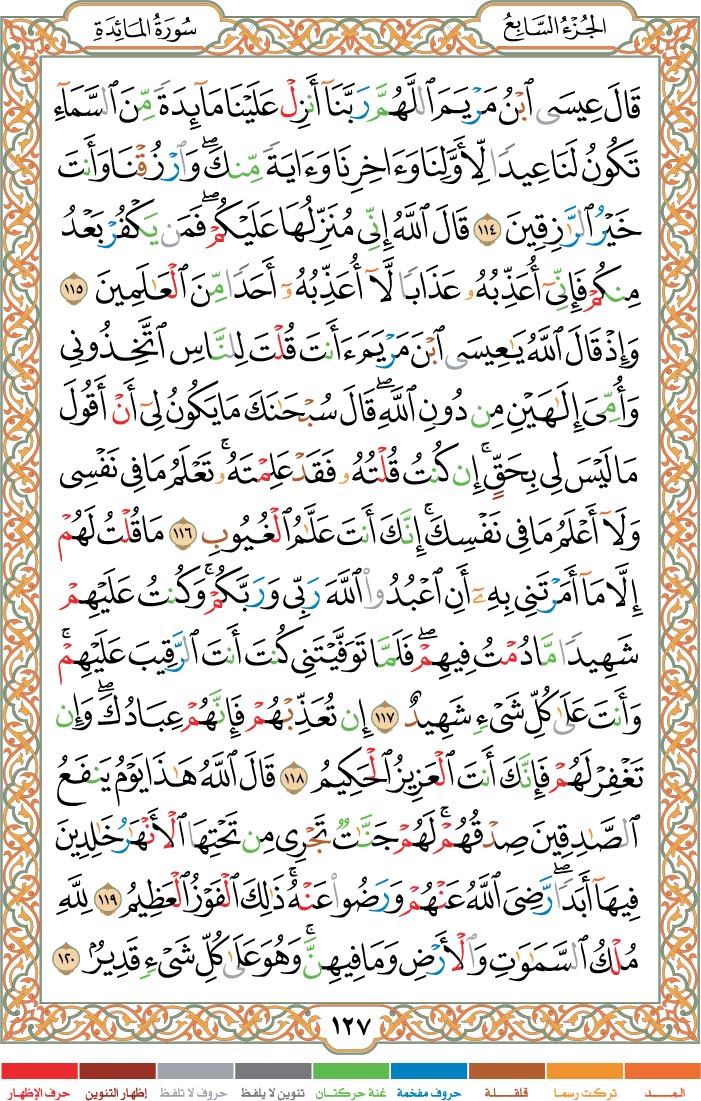 الجُزْءُ السَّابِعُ
سُورَةُ المَائِدَةِ
قَالَ عِيسَى ٱبْنُ مَرْيَمَ ٱللَّهُمَّ رَبَّنَآ أَنزِلْ عَلَيْنَا مَآئِدَةً مِّنَ ٱلسَّمَآءِ
تَكُونُ لَنَا عِيدًا لِّأَوَّلِنَا وَءَاخِرِنَا وَءَايَةً مِّنكَ ۖ وَٱرْزُقْنَا وَأَنتَ
خَيْرُ ٱلرَّٰزِقِينَ ١١٤ قَالَ ٱللَّهُ إِنِّى مُنَزِّلُهَا عَلَيْكُمْ ۖ فَمَن يَكْفُرْ بَعْدُ
مِنكُمْ فَإِنِّىٓ أُعَذِّبُهُۥ عَذَابًا لَّآ أُعَذِّبُهُۥٓ أَحَدًا مِّنَ ٱلْعَٰلَمِينَ ١١٥
وَإِذْ قَالَ ٱللَّهُ يَٰعِيسَى ٱبْنَ مَرْيَمَ ءَأَنتَ قُلْتَ لِلنَّاسِ ٱتَّخِذُونِى
وَأُمِّىَ إِلَٰهَيْنِ مِن دُونِ ٱللَّهِ ۖ قَالَ سُبْحَٰنَكَ مَا يَكُونُ لِىٓ أَنْ أَقُولَ
مَا لَيْسَ لِى بِحَقٍّ ۚ إِن كُنتُ قُلْتُهُۥ فَقَدْ عَلِمْتَهُۥ ۚ تَعْلَمُ مَا فِى نَفْسِى
وَلَآ أَعْلَمُ مَا فِى نَفْسِكَ ۚ إِنَّكَ أَنتَ عَلَّٰمُ ٱلْغُيُوبِ ١١٦ مَا قُلْتُ لَهُمْ
إِلَّا مَآ أَمَرْتَنِى بِهِۦٓ أَنِ ٱعْبُدُوا۟ ٱللَّهَ رَبِّى وَرَبَّكُمْ ۚ وَكُنتُ عَلَيْهِمْ
شَهِيدًا مَّا دُمْتُ فِيهِمْ ۖ فَلَمَّا تَوَفَّيْتَنِى كُنتَ أَنتَ ٱلرَّقِيبَ عَلَيْهِمْ ۚ
وَأَنتَ عَلَىٰ كُلِّ شَىْءٍ شَهِيدٌ ١١٧ إِن تُعَذِّبْهُمْ فَإِنَّهُمْ عِبَادُكَ ۖ وَإِن
تَغْفِرْ لَهُمْ فَإِنَّكَ أَنتَ ٱلْعَزِيزُ ٱلْحَكِيمُ ١١٨ قَالَ ٱللَّهُ هَٰذَا يَوْمُ يَنفَعُ
ٱلصَّٰدِقِينَ صِدْقُهُمْ ۚ لَهُمْ جَنَّٰتٌ تَجْرِى مِن تَحْتِهَا ٱلْأَنْهَٰرُ خَٰلِدِينَ
فِيهَآ أَبَدًا ۚ رَّضِىَ ٱللَّهُ عَنْهُمْ وَرَضُوا۟ عَنْهُ ۚ ذَٰلِكَ ٱلْفَوْزُ ٱلْعَظِيمُ ١١٩ لِلَّهِ
مُلْكُ ٱلسَّمَٰوَٰتِ وَٱلْأَرْضِ وَمَا فِيهِنَّ ۚ وَهُوَ عَلَىٰ كُلِّ شَىْءٍ قَدِيرٌۢ ١٢٠
١٢٧
المــد تركت رسما قلقلة حروف مفخمة غنة حركتان تنوين لا يلفظ حروف لا تلفظ إظهار التنوين حرف الإظهار